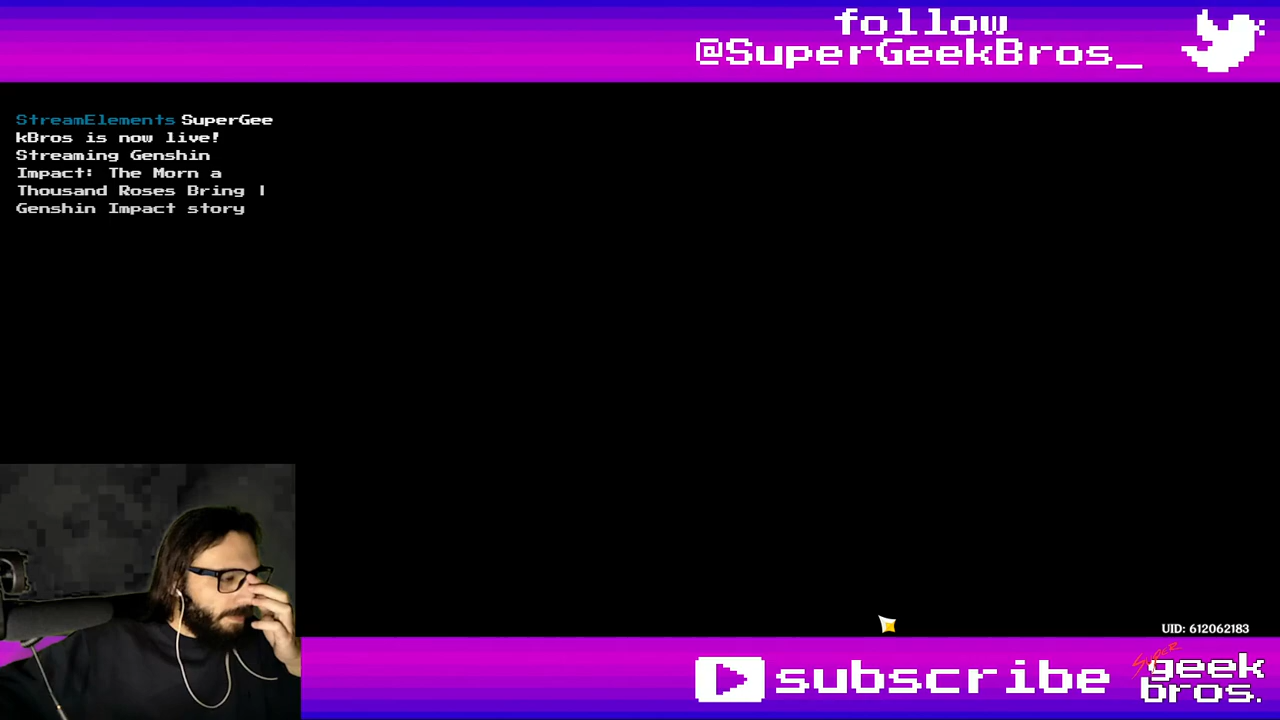 follow
@SuperGeekBros_
StreamElements SuperGee
kBros is now live!
Streaming Genshin
Impact: The Morn a
Thousand Roses Bring |
Genshin Impact story
UID: 612062183
subscribe
super
geek
bros.